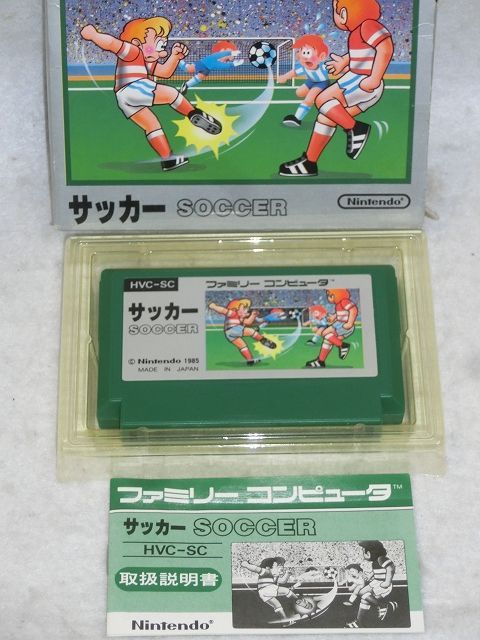 サッカー SOCCER
Nintendo®
HVC-SC
ファミリー コンピュータ™
サッカー
SOCCER
© Nintendo 1985
MADE IN JAPAN
ファミリー コンピュータ™
サッカー SOCCER
HVC-SC
取扱説明書
Nintendo®